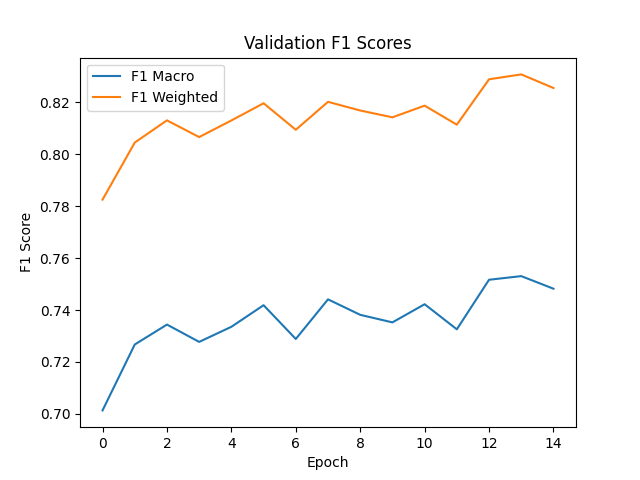 Validation F1 Scores
F1 Macro
F1 Weighted
0.82
0.80
0.78
0.76
0.74
0.72
0.70
F1 Score
0 2 4 6 8 10 12 14
Epoch